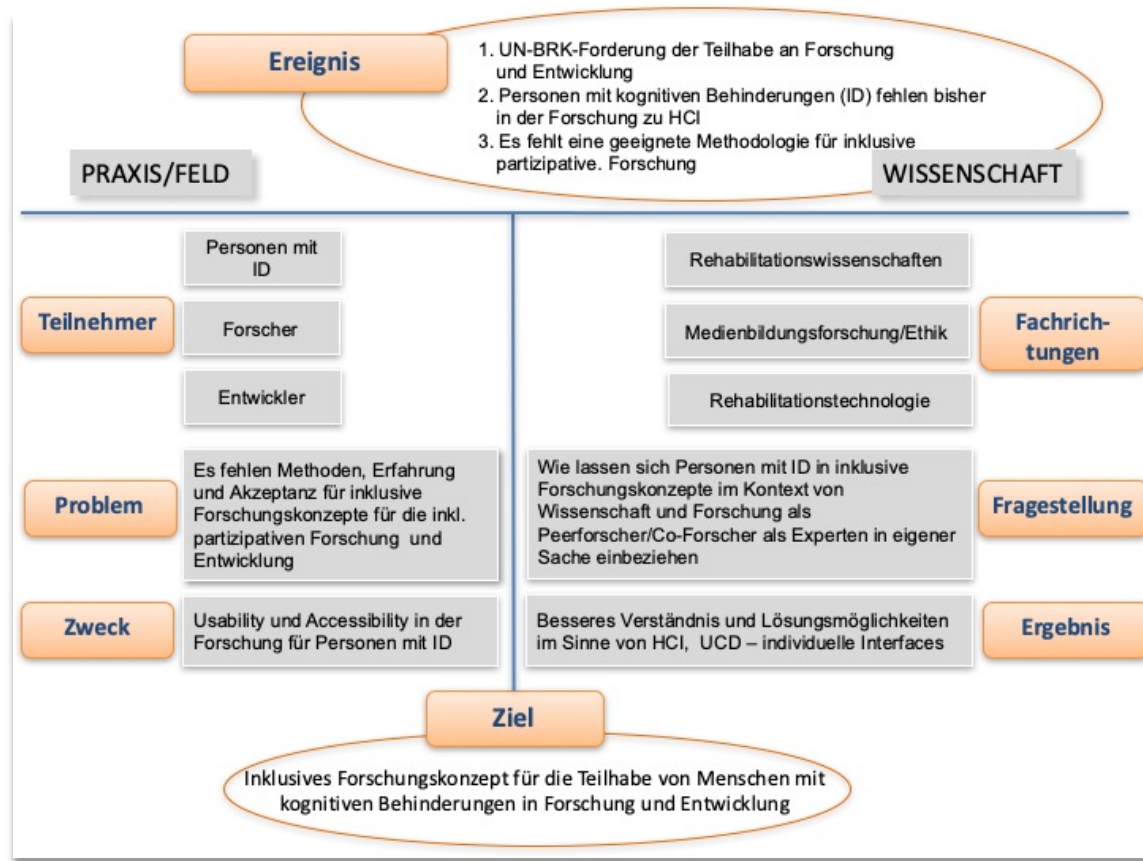 Ereignis
1. UN-BRK-Forderung der Teilhabe an Forschung
und Entwicklung
2. Personen mit kognitiven Behinderungen (ID) fehlen bisher
in der Forschung zu HCI
3. Es fehlt eine geeignete Methodologie für inklusive
partizipative. Forschung
PRAXIS/FELD
WISSENSCHAFT
Teilnehmer
Personen mit
ID
Forscher
Entwickler
Rehabilitationswissenschaften
Medienbildungsforschung/Ethik
Rehabilitationstechnologie
Fachrich-
tungen
Problem
Es fehlen Methoden, Erfahrung
und Akzeptanz für inklusive
Forschungskonzepte für die inkl.
partizipativen Forschung und
Entwicklung
Wie lassen sich Personen mit ID in inklusive
Forschungskonzepte im Kontext von
Wissenschaft und Forschung als
Peerforscher/Co-Forscher als Experten in eigener
Sache einbeziehen
Fragestellung
Zweck
Usability und Accessibility in der
Forschung für Personen mit ID
Besseres Verständnis und Lösungsmöglichkeiten
im Sinne von HCI, UCD – individuelle Interfaces
Ergebnis
Ziel
Inklusives Forschungskonzept für die Teilhabe von Menschen mit
kognitiven Behinderungen in Forschung und Entwicklung